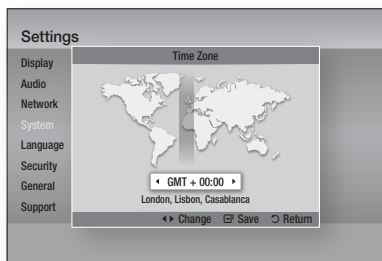 Settings
Time Zone
Display
Audio
Network
System
Language
Security
General
Support
GMT + 00:00
London, Lisbon, Casablanca
Change Save Return